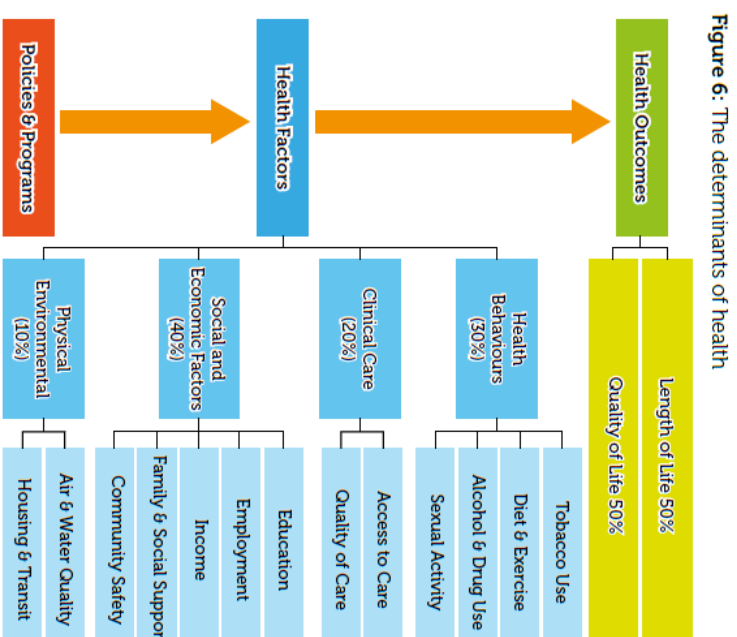 Figure 6: The determinants of health
Health Outcomes
Length of Life 50%
Quality of Life 50%
Health Factors
Health
Behaviours
(30%)
Tobacco Use
Diet & Exercise
Alcohol & Drug Use
Sexual Activity
Clinical Care
(20%)
Access to Care
Quality of Care
Social and
Economic Factors
(40%)
Education
Employment
Income
Family & Social Suppor
Community Safety
Physical
Environmental
(10%)
Air & Water Quality
Housing & Transit
Policies & Programs